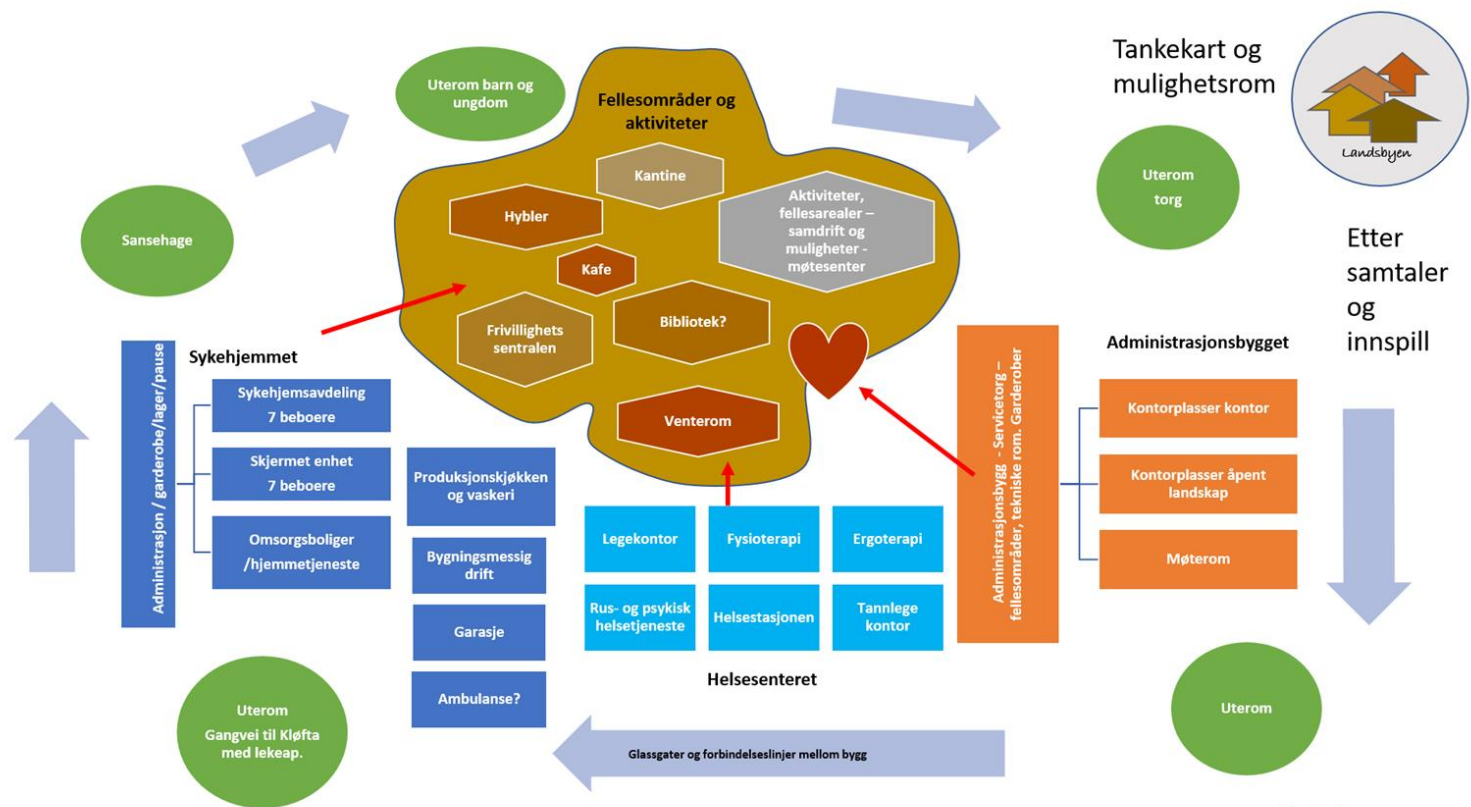 Tankekart og
mulighetsrom
Landsbyen
Uterom barn og
ungdom
Fellesområder og
aktiviteter
Kantine
Hybler
Aktiviteter,
fellesarealer –
samdrift og
muligheter -
møtesenter
Kafe
Frivillighets
sentralen
Bibliotek?
Venterom
Uterom
torg
Sansehage
Etter
samtaler
og
innspill
Sykehjemmet
Administrasjon / garderobe/lager/pause
Sykehjemsavdeling
7 beboere
Skjermet enhet
7 beboere
Omsorgsboliger
/hjemmetjeneste
Produksjonskjøkken
og vaskeri
Bygningsmessig
drift
Garasje
Ambulanse?
Legekontor
Fysioterapi
Ergoterapi
Rus- og psykisk
helsetjeneste
Helsestasjonen
Tannlege
kontor
Helsesenteret
Administrasjonsbygget
Administrasjonsbygg - Servicetorg –
fellesområder, tekniske rom. Garderober
Kontorplasser kontor
Kontorplasser åpent
landskap
Møterom
Uterom
Gangvei til Kløfta
med lekeap.
Glassgater og forbindelseslinjer mellom bygg
Uterom